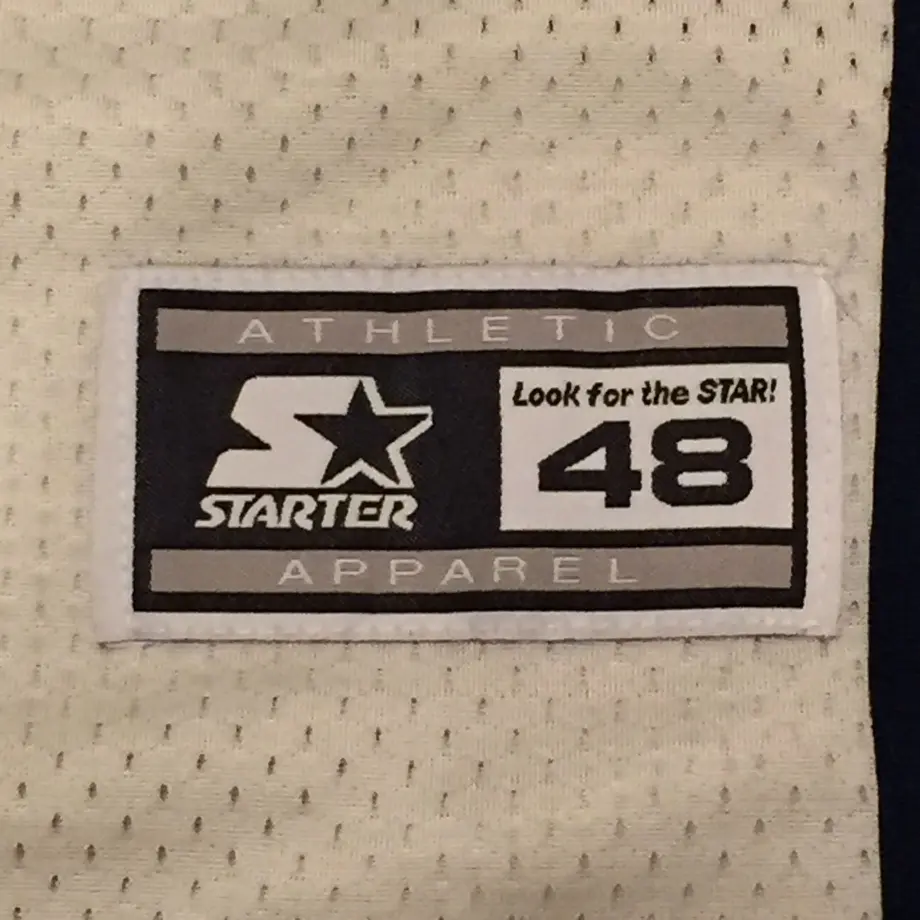 ATHLETIC
STARTER
Look for the STAR!
48
APPAREL